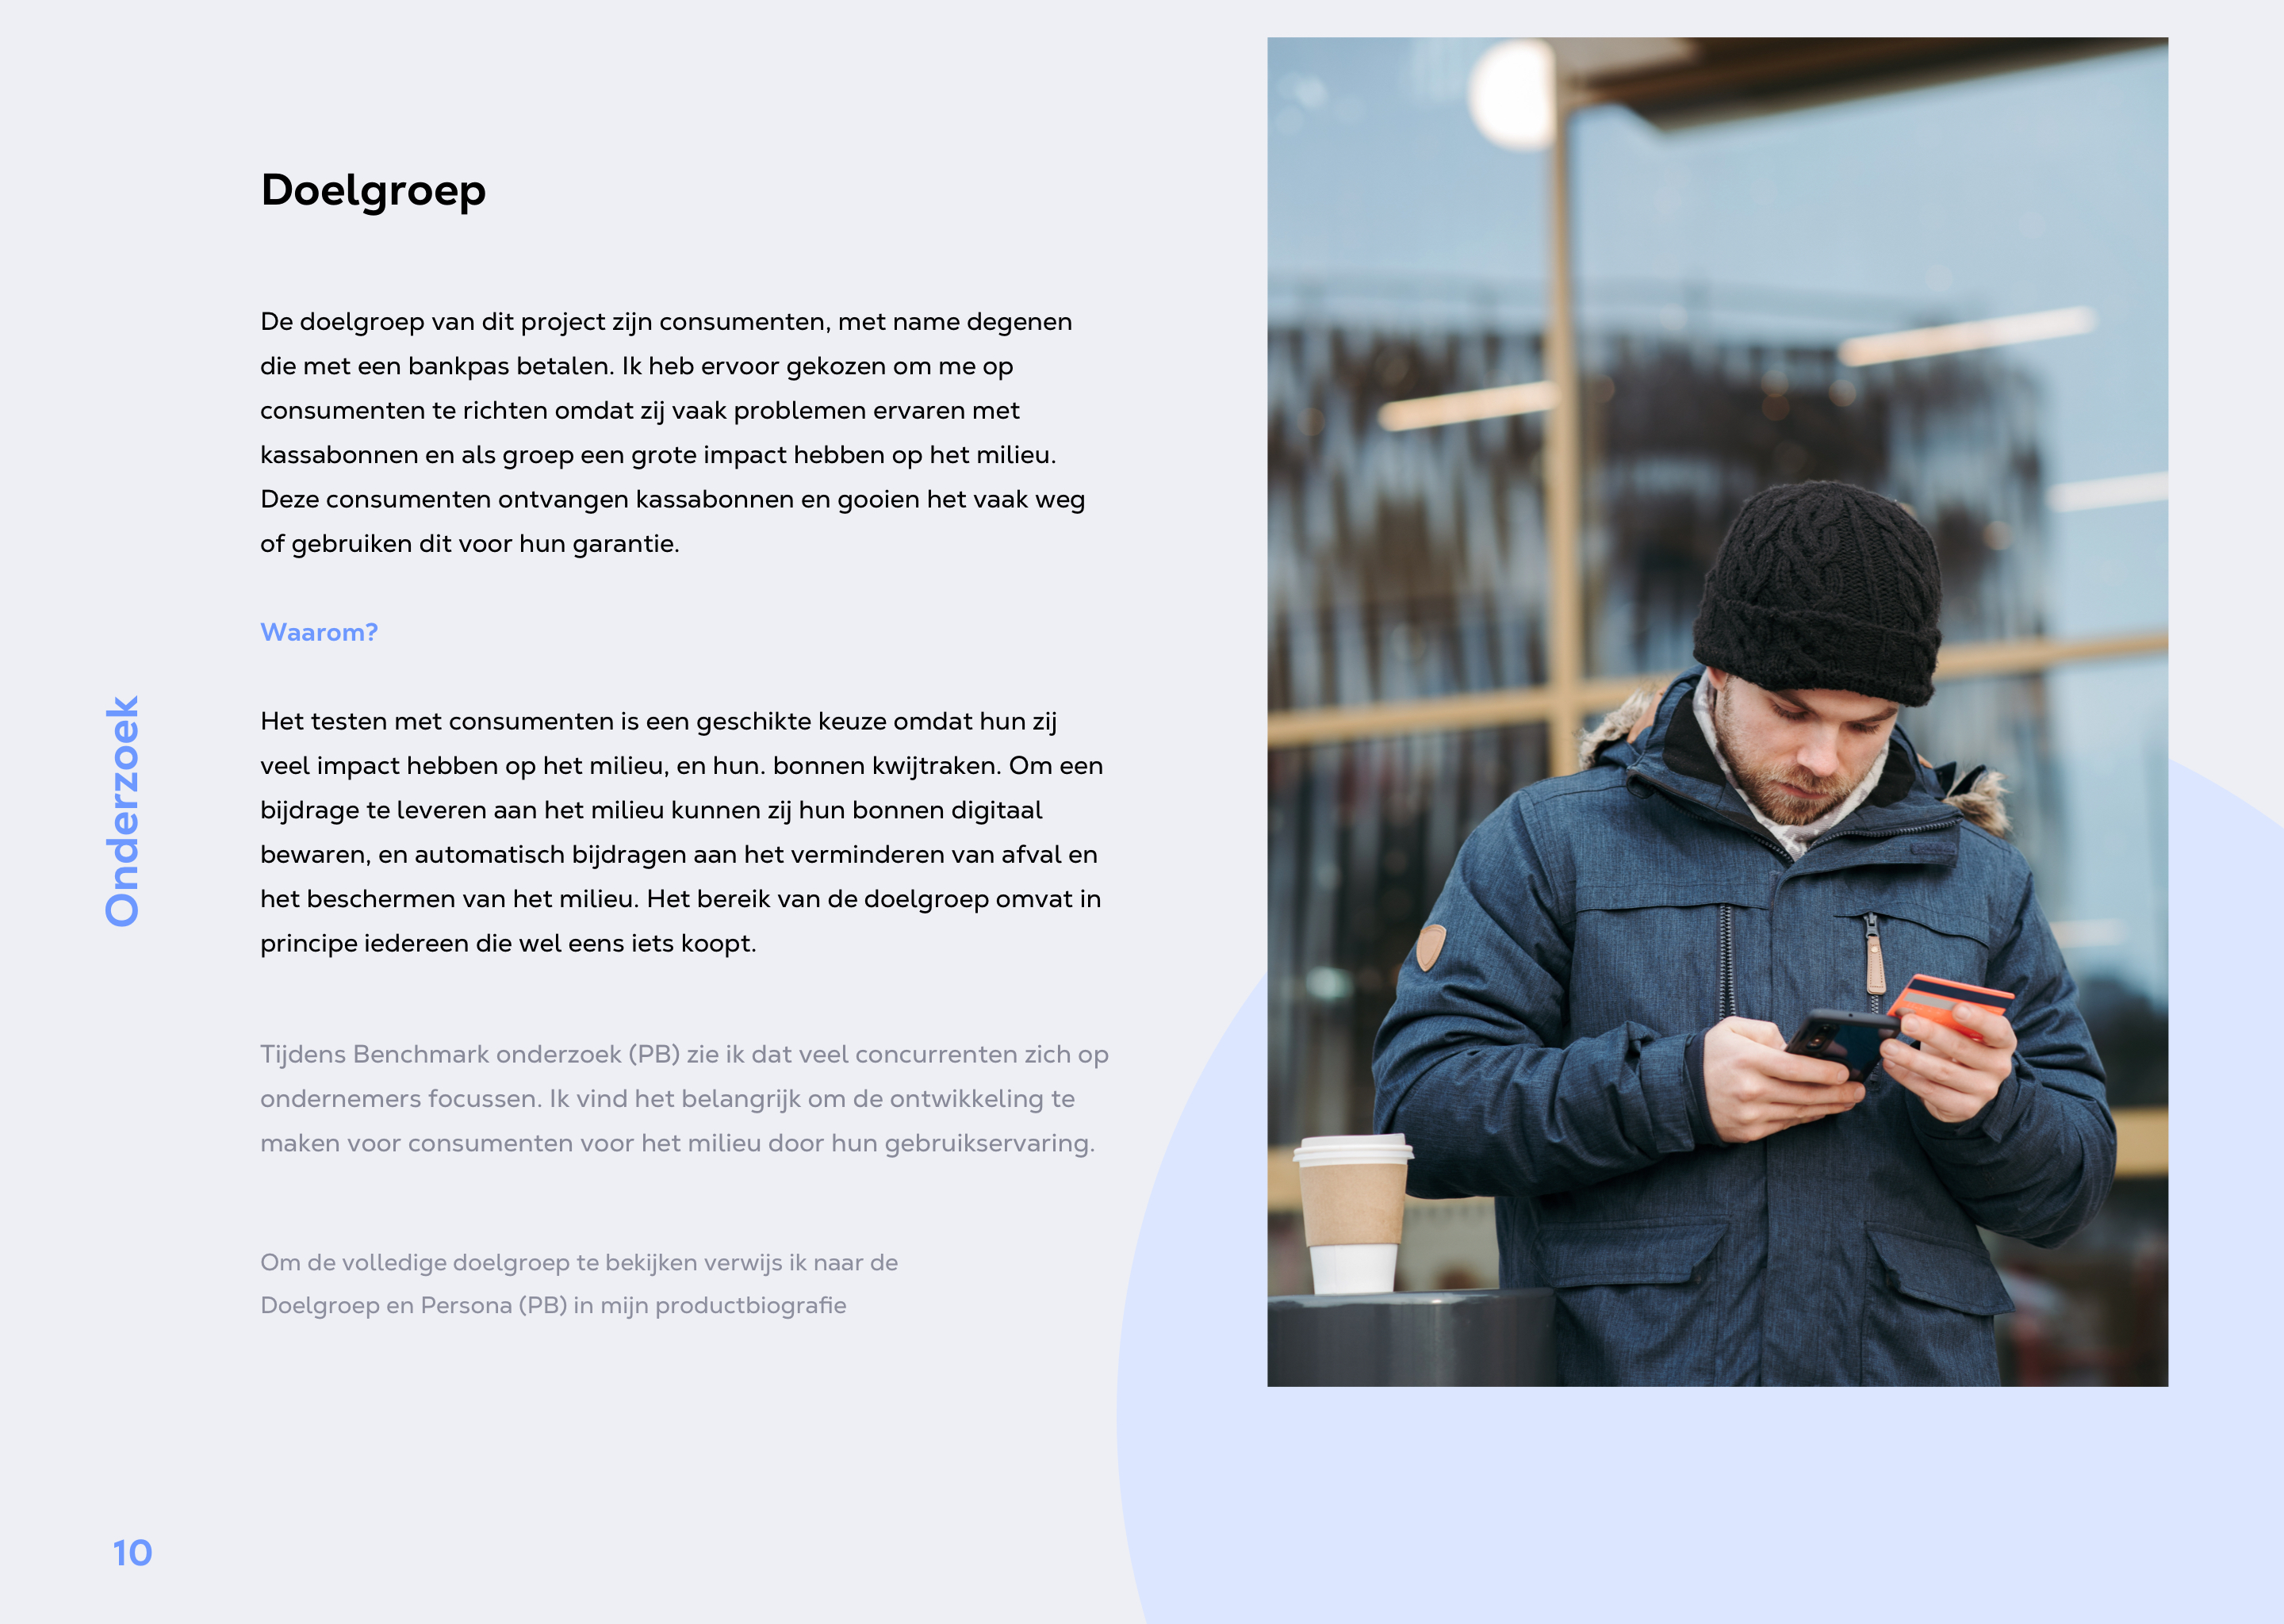 Doelgroep
De doelgroep van dit project zijn consumenten, met name degenen
die met een bankpas betalen. Ik heb ervoor gekozen om me op
consumenten te richten omdat zij vaak problemen ervaren met
kassabonnen en als groep een grote impact hebben op het milieu.
Deze consumenten ontvangen kassabonnen en gooien het vaak weg
of gebruiken dit voor hun garantie.
Waarom?
Het testen met consumenten is een geschikte keuze omdat hun zij
veel impact hebben op het milieu, en hun. bonnen kwijtraken. Om een
bijdrage te leveren aan het milieu kunnen zij hun bonnen digitaal
bewaren, en automatisch bijdragen aan het verminderen van afval en
het beschermen van het milieu. Het bereik van de doelgroep omvat in
principe iedereen die wel eens iets koopt.
Tijdens Benchmark onderzoek (PB) zie ik dat veel concurrenten zich op
ondernemers focussen. Ik vind het belangrijk om de ontwikkeling te
maken voor consumenten voor het milieu door hun gebruikservaring.
Om de volledige doelgroep te bekijken verwijs ik naar de
Doelgroep en Persona (PB) in mijn productbiografie
Onderzoek
10